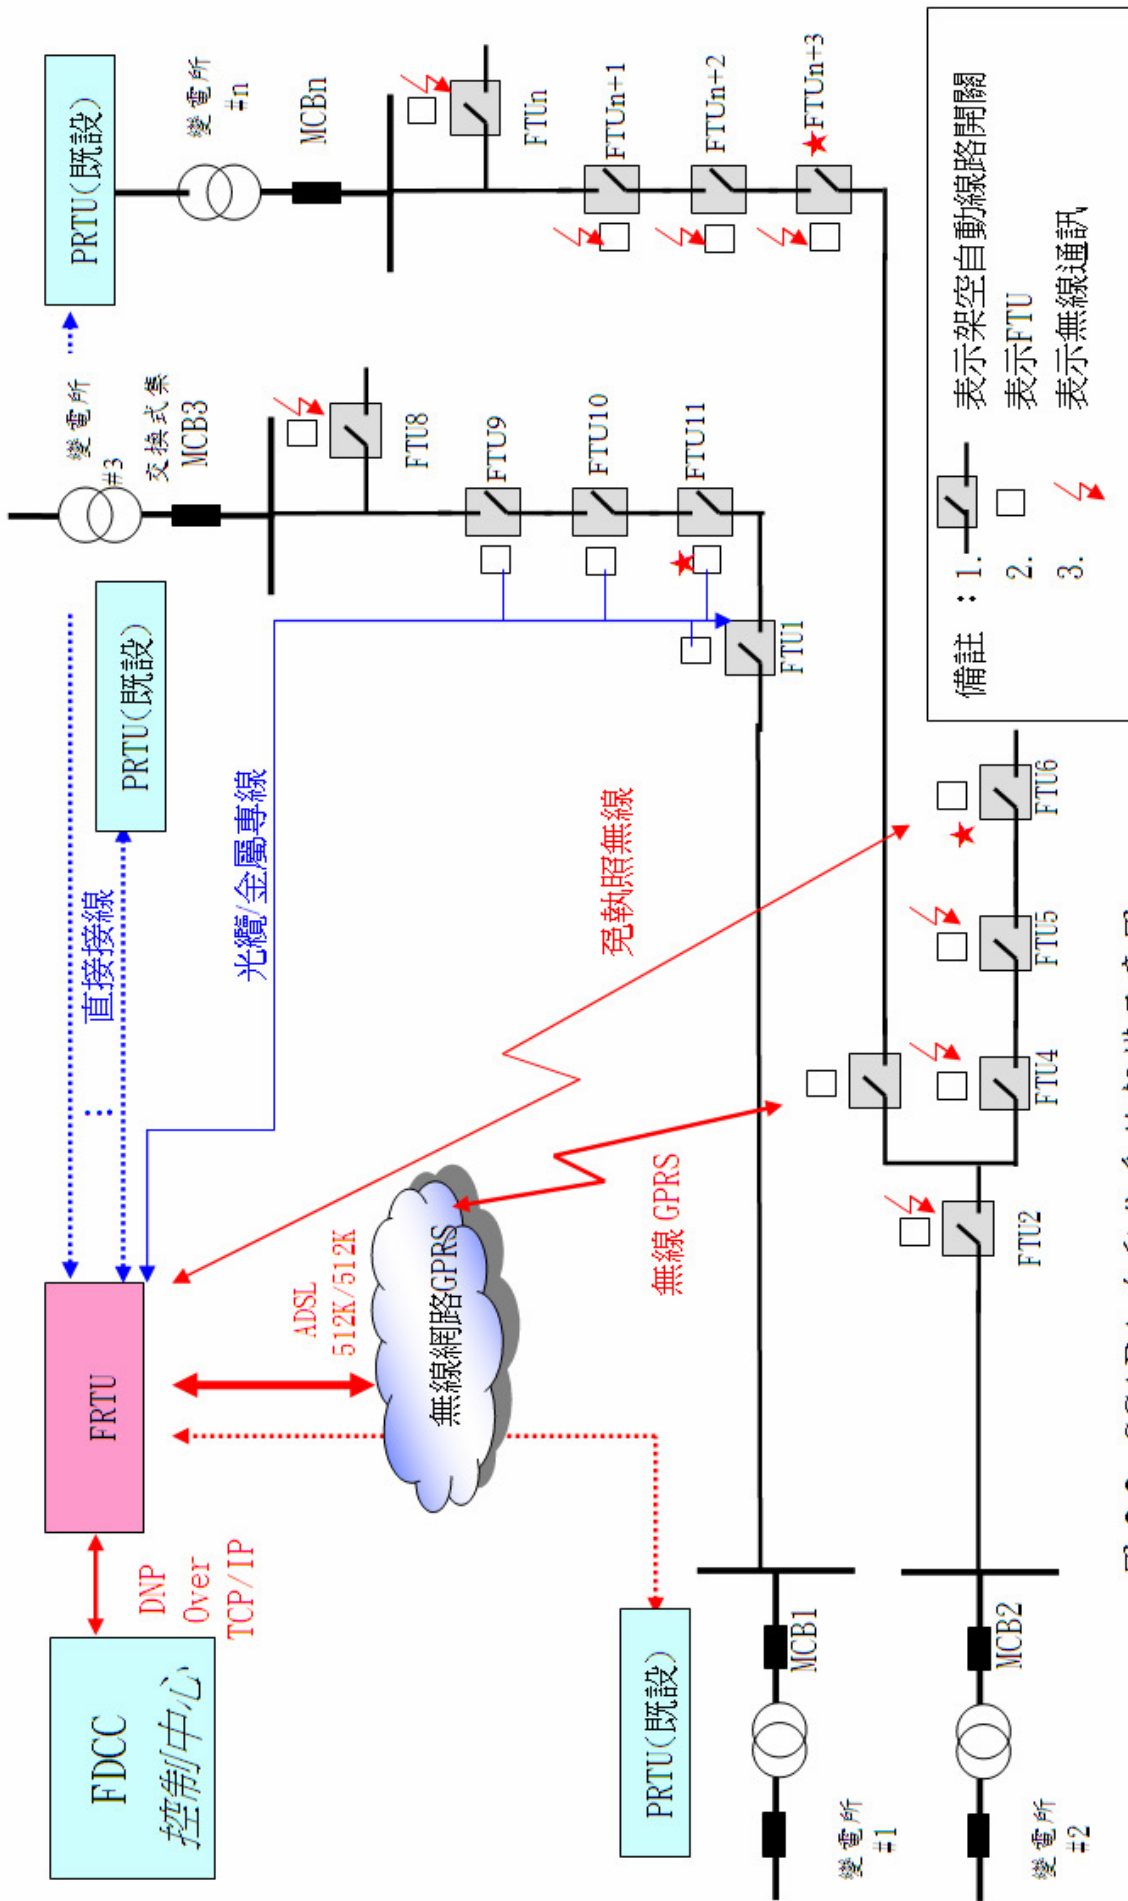 FDCC
控制中心
DNP
Over
TCP/IP
FRTU
直接接線
:
PRTU(既設)
變電所
#3
交換式集
MCB3
PRTU(既設)
變電所
#n
MCBn
光纜/金屬專線
ADSL
512K/512K
無線網路GPRS
無線GPRS
免執照無線
FTU8
FTU9
FTU10
FTU11
FTUn
FTUn+1
FTUn+2
FTUn+3
PRTU(既設)
變電所
#1
MCB1
FTU1
變電所
#2
MCB2
FTU2
FTU4
FTU5
FTU6
備註 : 1. 表示架空自動線路開關
2. 表示FTU
3. 表示無線通訊